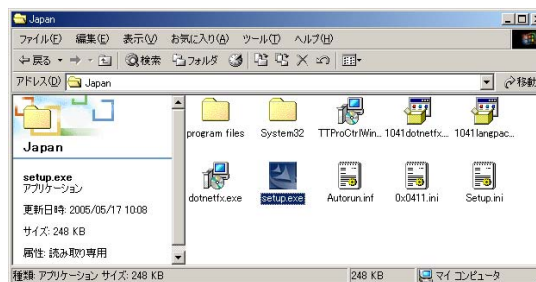 Japan
ファイル(F) 編集(E) 表示(V) お気に入り(A) ツール(T) ヘルプ(H)
戻る 検索 フォルダ
アドレス(D) Japan 移動
program files System32 TTProCtrlWin... 1041dotnetfx... 1041langpac...
Japan
setup.exe
アプリケーション
更新日時: 2005/05/17 10:08
サイズ: 248 KB
属性: 読み取り専用
dotnetfx.exe setup.exe Autorun.inf 0x0411.ini Setup.ini
種類: アプリケーション サイズ: 248 KB 248 KB マイ コンピュータ